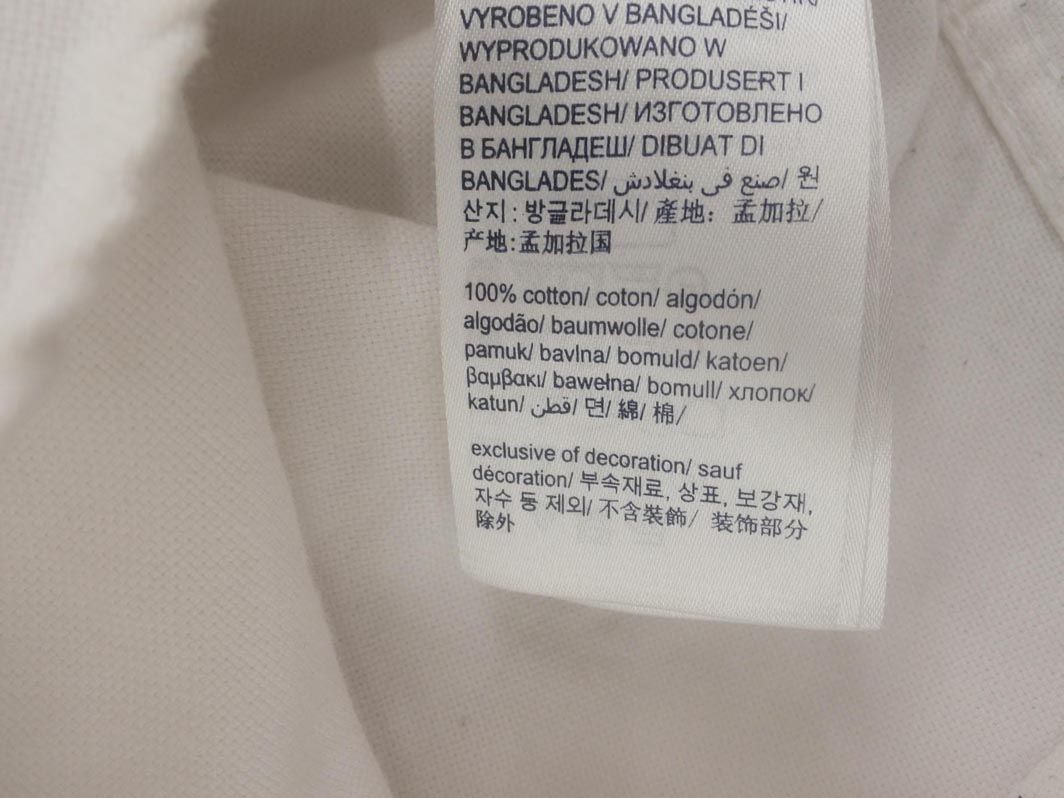 VYROBENO V BANGLADÉŠI/
WYPRODUKOWANO W
BANGLADESH/ PRODUSERT I
BANGLADESH/ ИЗГОТОВЛЕНО
В БАНГЛАДЕШ/ DIBUAT DI
BANGLADES/ صنع في بنغلادش/ 원
산지 : 방글라데시/ 產地: 孟加拉/
产地:孟加拉国
100% cotton/ coton/ algodón/
algodão/ baumwolle/ cotone/
pamuk/ bavlna/ bomuld/ katoen/
βαμβακι/ bawełna/ bomull/ хлопок/
katun/ قطن/ 면/ 綿/ 棉/
exclusive of decoration/ sauf
décoration/ 부속재료, 상표, 보강재,
자수 등 제외/ 不含裝飾/ 装饰部分
除外